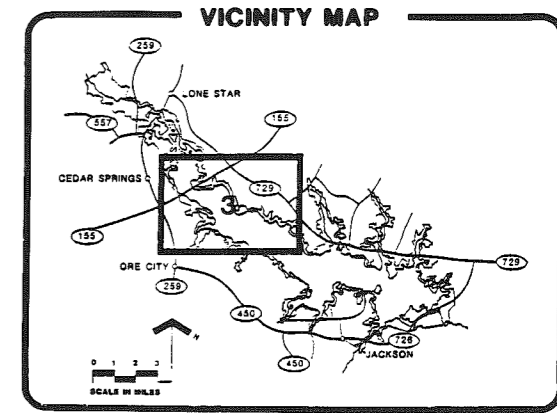 VICINITY MAP
259
LONE STAR
155
557
CEDAR SPRINGS
729
3
155
ORE CITY
259
729
450
726
JACKSON
450
N
0 1 2 3
SCALE IN MILES